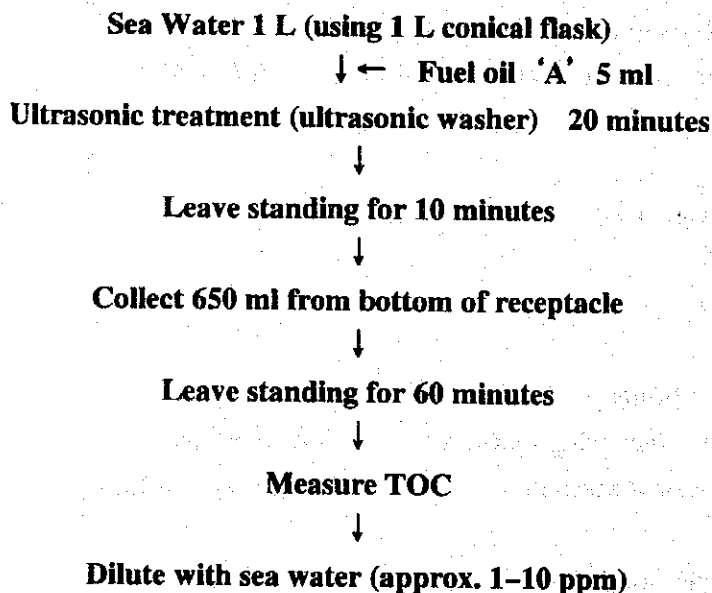 Sea Water 1 L (using 1 L conical flask)
↓ ← Fuel oil ‘A’ 5 ml
Ultrasonic treatment (ultrasonic washer) 20 minutes
↓
Leave standing for 10 minutes
↓
Collect 650 ml from bottom of receptacle
↓
Leave standing for 60 minutes
↓
Measure TOC
↓
Dilute with sea water (approx. 1–10 ppm)